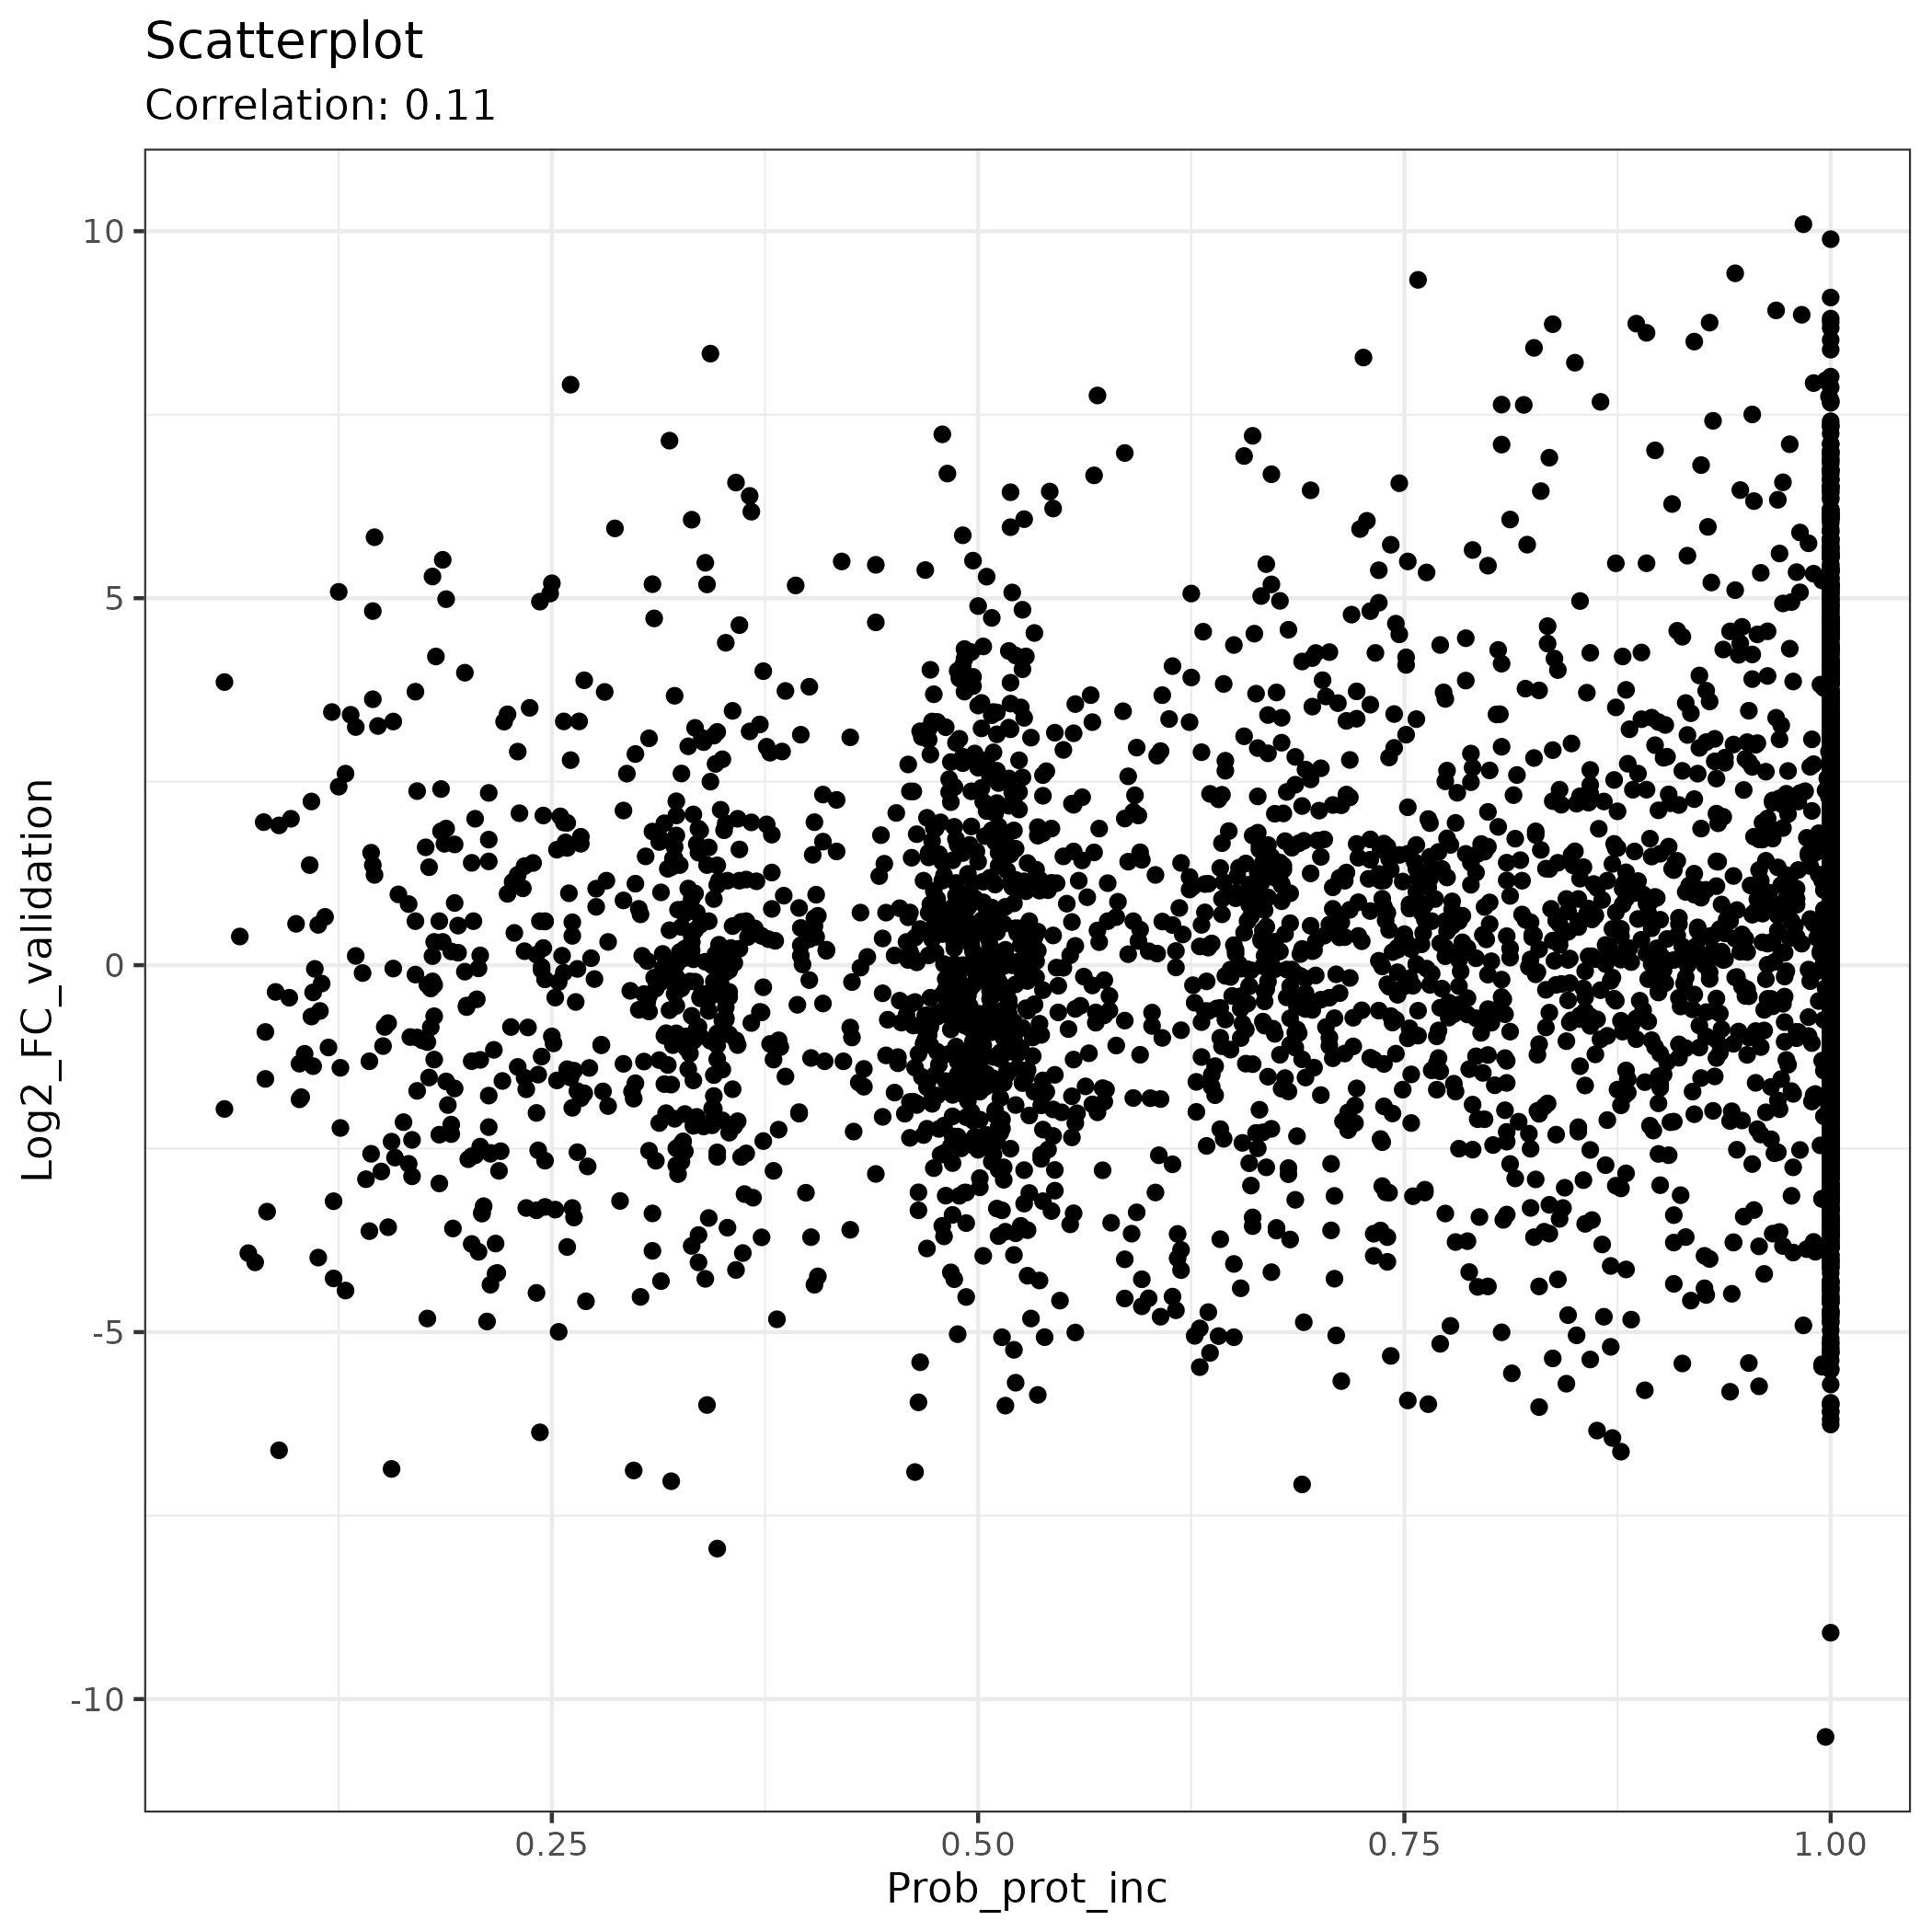 Scatterplot
Correlation: 0.11
10
5
0
-5
-10
Log2_FC_validation
0.25
0.50
0.75
1.00
Prob_prot_inc